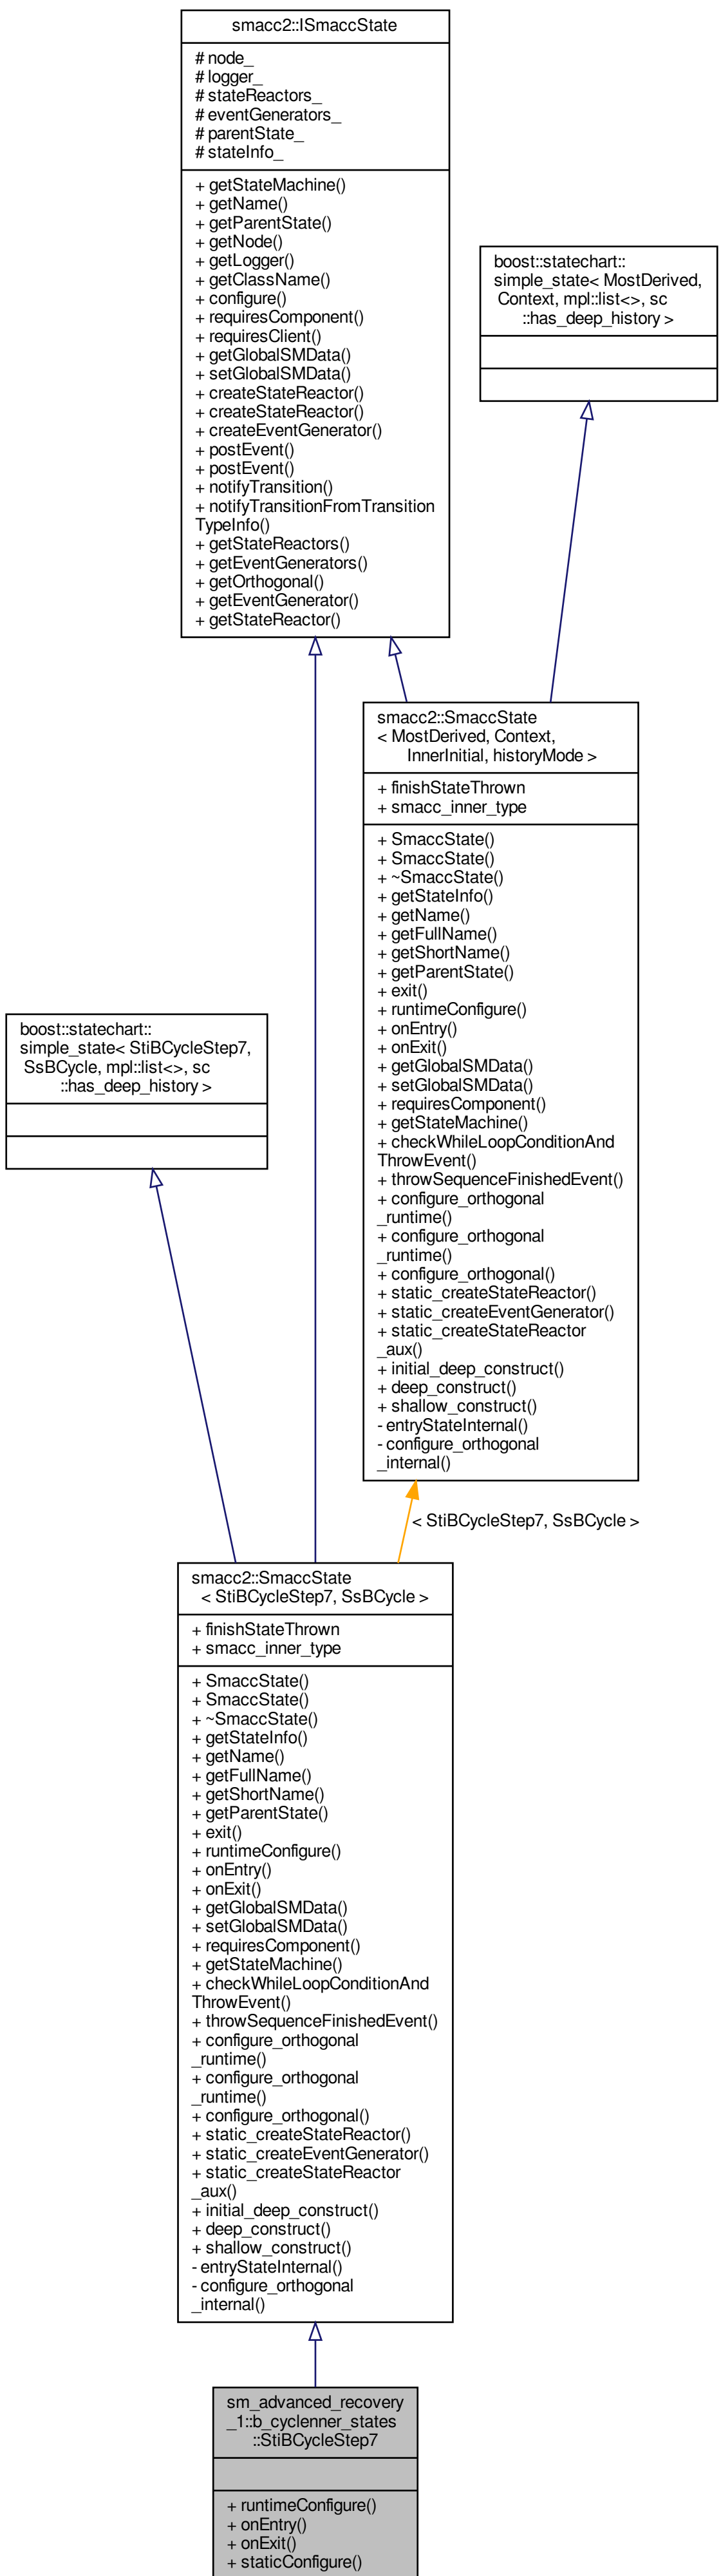 smacc2::ISmaccState
# node_
# logger_
# stateReactors_
# eventGenerators_
# parentState_
# stateInfo_
+ getStateMachine()
+ getName()
+ getParentState()
+ getNode()
+ getLogger()
+ getClassName()
+ configure()
+ requiresComponent()
+ requiresClient()
+ getGlobalSMData()
+ setGlobalSMData()
+ createStateReactor()
+ createStateReactor()
+ createEventGenerator()
+ postEvent()
+ postEvent()
+ notifyTransition()
+ notifyTransitionFromTransition
TypeInfo()
+ getStateReactors()
+ getEventGenerators()
+ getOrthogonal()
+ getEventGenerator()
+ getStateReactor()
boost::statechart::
simple_state< MostDerived,
Context, mpl::list<>, sc
::has_deep_history >
smacc2::SmaccState
< MostDerived, Context,
InnerInitial, historyMode >
+ finishStateThrown
+ smacc_inner_type
+ SmaccState()
+ SmaccState()
+ ~SmaccState()
+ getStateInfo()
+ getName()
+ getFullName()
+ getShortName()
+ getParentState()
+ exit()
+ runtimeConfigure()
+ onEntry()
+ onExit()
+ getGlobalSMData()
+ setGlobalSMData()
+ requiresComponent()
+ getStateMachine()
+ checkWhileLoopConditionAnd
ThrowEvent()
+ throwSequenceFinishedEvent()
+ configure_orthogonal
_runtime()
+ configure_orthogonal
_runtime()
+ configure_orthogonal()
+ static_createStateReactor()
+ static_createEventGenerator()
+ static_createStateReactor
_aux()
+ initial_deep_construct()
+ deep_construct()
+ shallow_construct()
- entryStateInternal()
- configure_orthogonal
_internal()
boost::statechart::
simple_state< StiBCycleStep7,
SsBCycle, mpl::list<>, sc
::has_deep_history >
< StiBCycleStep7, SsBCycle >
smacc2::SmaccState
< StiBCycleStep7, SsBCycle >
+ finishStateThrown
+ smacc_inner_type
+ SmaccState()
+ SmaccState()
+ ~SmaccState()
+ getStateInfo()
+ getName()
+ getFullName()
+ getShortName()
+ getParentState()
+ exit()
+ runtimeConfigure()
+ onEntry()
+ onExit()
+ getGlobalSMData()
+ setGlobalSMData()
+ requiresComponent()
+ getStateMachine()
+ checkWhileLoopConditionAnd
ThrowEvent()
+ throwSequenceFinishedEvent()
+ configure_orthogonal
_runtime()
+ configure_orthogonal
_runtime()
+ configure_orthogonal()
+ static_createStateReactor()
+ static_createEventGenerator()
+ static_createStateReactor
_aux()
+ initial_deep_construct()
+ deep_construct()
+ shallow_construct()
- entryStateInternal()
- configure_orthogonal
_internal()
sm_advanced_recovery
_1::b_cyclenner_states
::StiBCycleStep7
+ runtimeConfigure()
+ onEntry()
+ onExit()
+ staticConfigure()